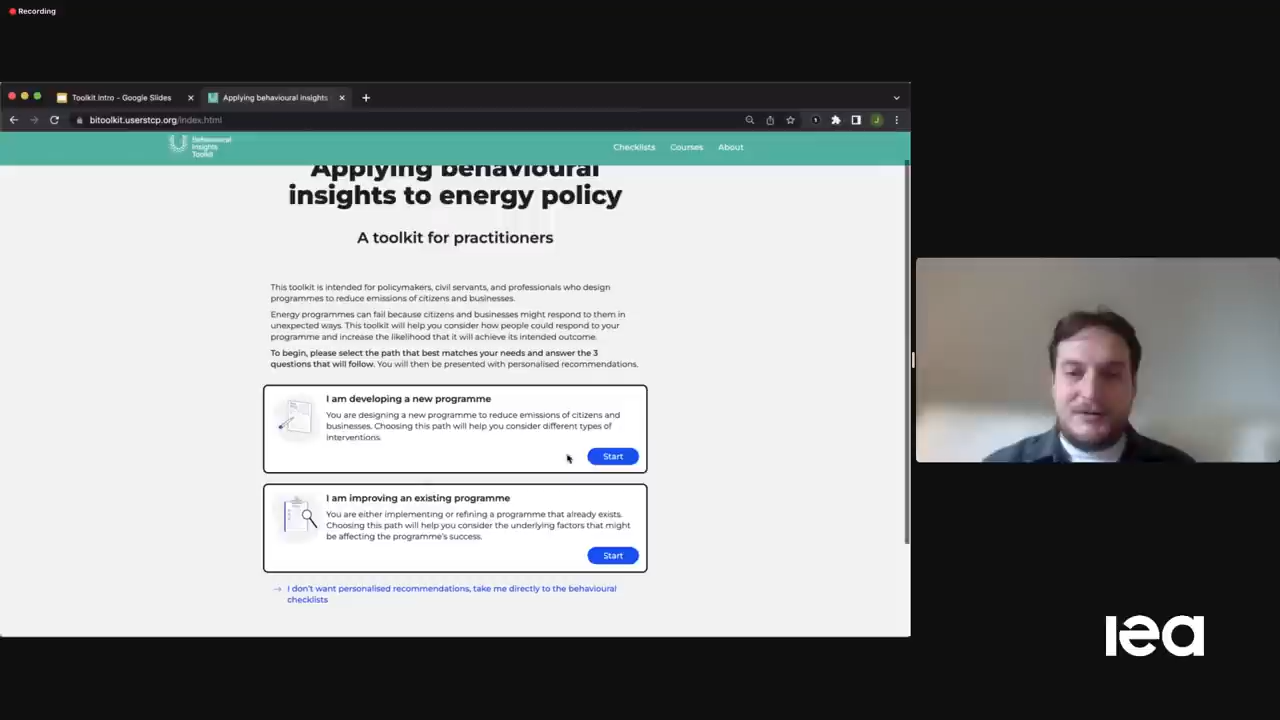 Recording
Toolkit Intro - Google Slides
Applying behavioural insights
bitoolkit.userstcp.org/index.html
J
Behavioural
Insights
Toolkit
Checklists
Courses
About
Applying behavioural
insights to energy policy
A toolkit for practitioners
This toolkit is intended for policymakers, civil servants, and professionals who design
programmes to reduce emissions of citizens and businesses.
Energy programmes can fail because citizens and businesses might respond to them in
unexpected ways. This toolkit will help you consider how people could respond to your
programme and increase the likelihood that it will achieve its intended outcome.
To begin, please select the path that best matches your needs and answer the 3
questions that will follow. You will then be presented with personalised recommendations.
I am developing a new programme
You are designing a new programme to reduce emissions of citizens and
businesses. Choosing this path will help you consider different types of
interventions.
Start
I am improving an existing programme
You are either implementing or refining a programme that already exists.
Choosing this path will help you consider the underlying factors that might
be affecting the programme's success.
Start
→ I don't want personalised recommendations, take me directly to the behavioural
checklists
iea